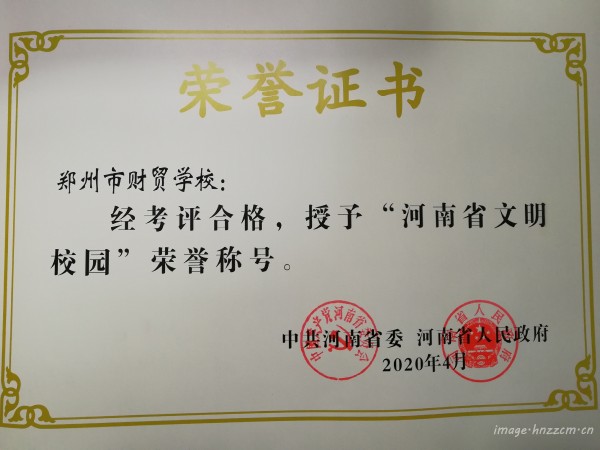 荣誉证书
郑州市财贸学校：
经考评合格，授予“河南省文明
校园”荣誉称号。
中共河南省委 河南省人民政府
2020年4月
image.hnzzcm.cn